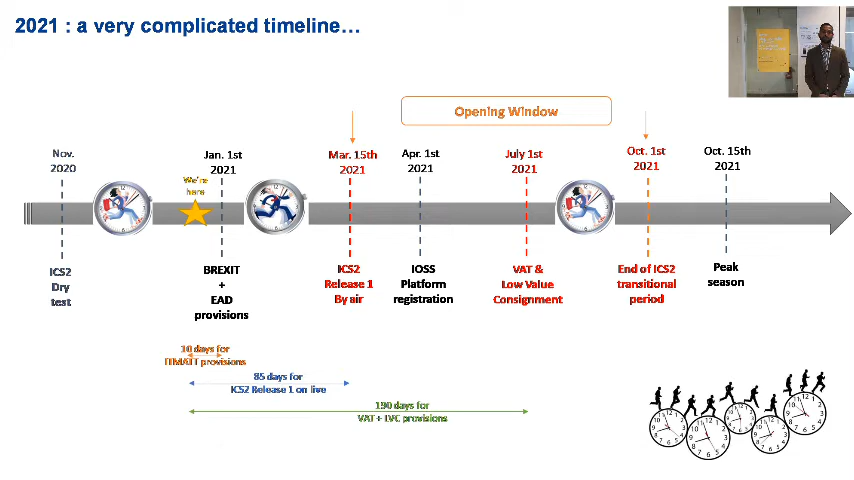 2021 : a very complicated timeline…
Opening Window
Nov.
2020
Jan. 1st
2021
We're
here
Mar. 15th
2021
Apr. 1st
2021
July 1st
2021
Oct. 1st
2021
Oct. 15th
2021
ICS2
Dry
test
BREXIT
+
EAD
provisions
ICS2
Release 1
By air
IOSS
Platform
registration
VAT &
Low Value
Consignment
End of ICS2
transitional
period
Peak
season
10 days for
ITMATT provisions
85 days for
ICS2 Release 1 on live
190 days for
VAT + LVC provisions